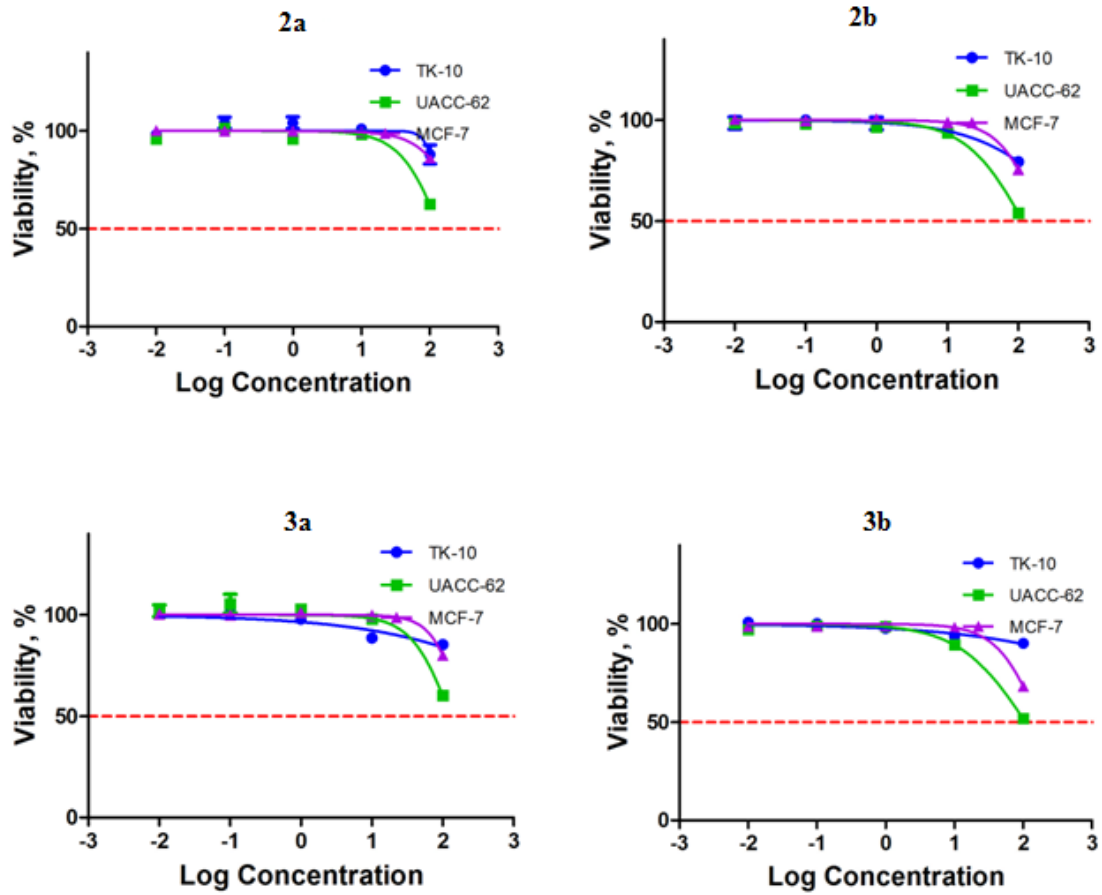 2a
TK-10
UACC-62
MCF-7
Viability, %
100
50
0
-3 -2 -1 0 1 2 3
Log Concentration
2b
TK-10
UACC-62
MCF-7
Viability, %
100
50
0
-3 -2 -1 0 1 2 3
Log Concentration
3a
TK-10
UACC-62
MCF-7
Viability, %
100
50
0
-3 -2 -1 0 1 2 3
Log Concentration
3b
TK-10
UACC-62
MCF-7
Viability, %
100
50
0
-3 -2 -1 0 1 2 3
Log Concentration